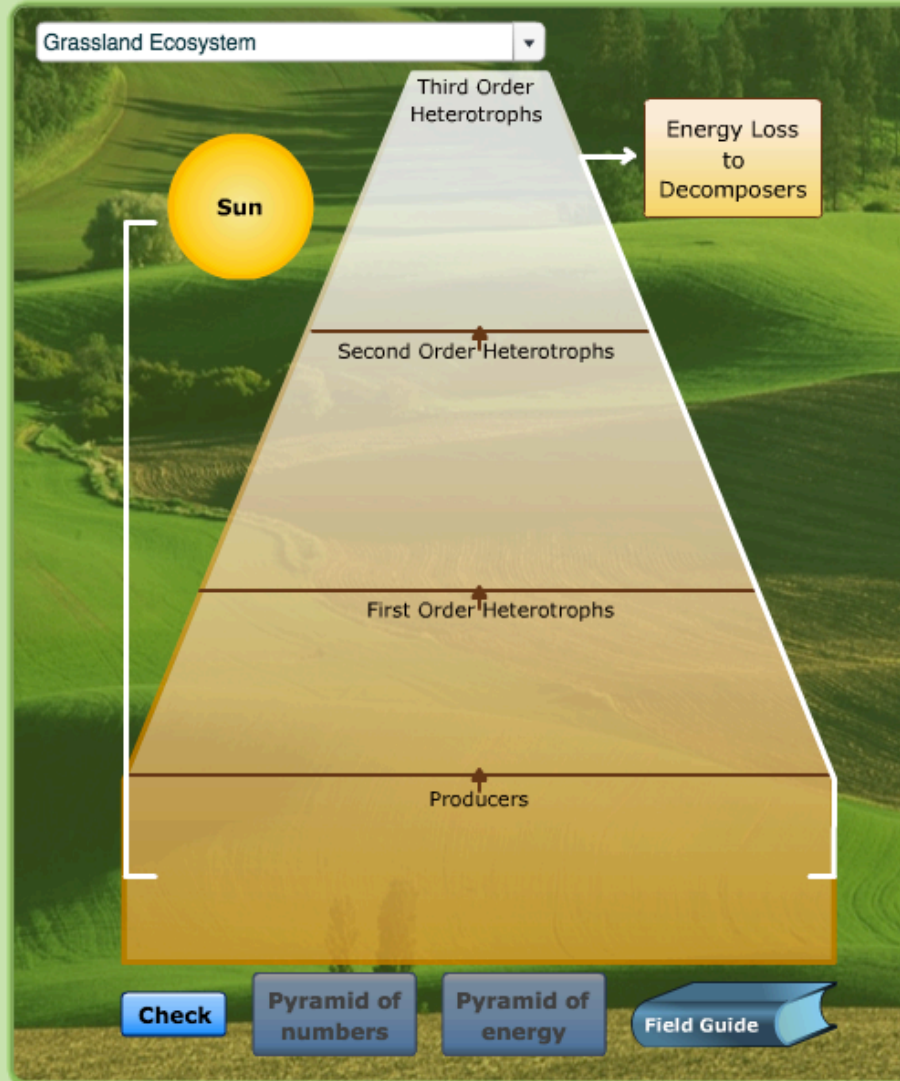 Grassland Ecosystem
Third Order
Heterotrophs
Energy Loss
to
Decomposers
Sun
Second Order Heterotrophs
First Order Heterotrophs
Producers
Check
Pyramid of
numbers
Pyramid of
energy
Field Guide